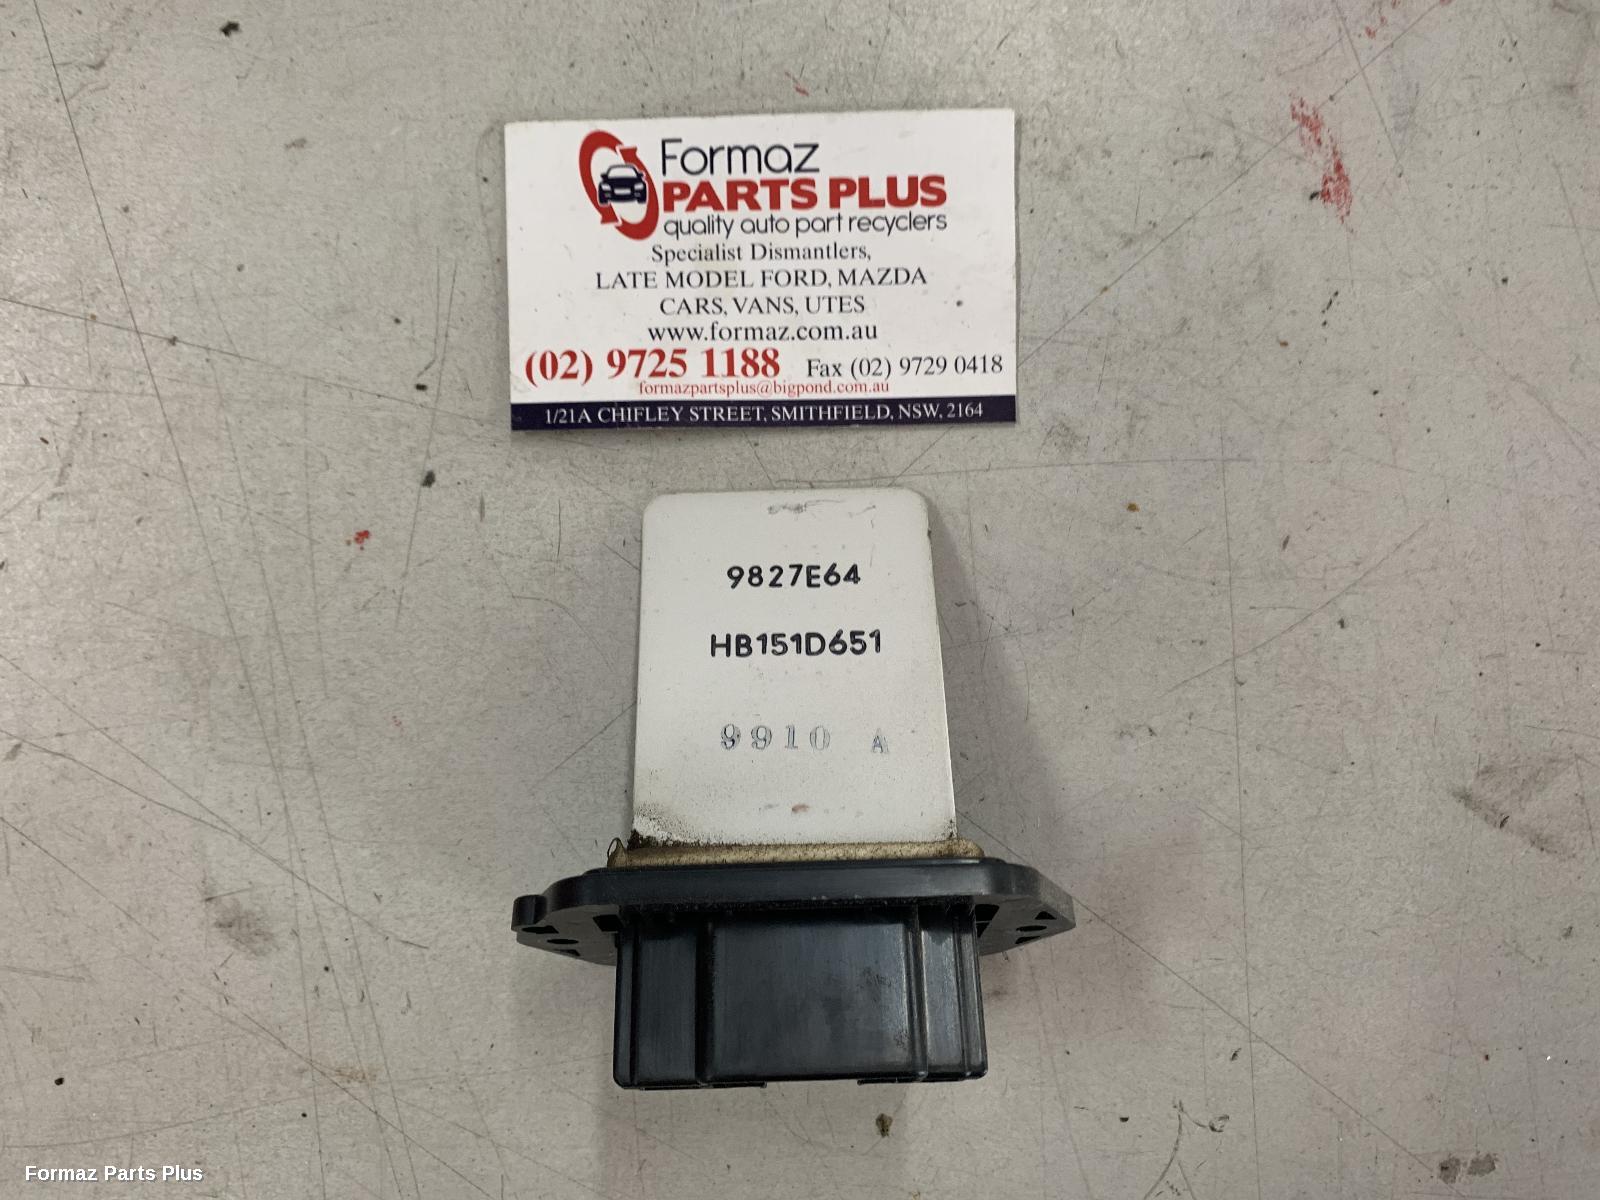 Formaz
PARTS PLUS
quality auto part recyclers
Specialist Dismantlers,
LATE MODEL FORD, MAZDA
CARS, VANS, UTES
www.formaz.com.au
(02) 9725 1188 Fax (02) 9729 0418
formazpartsplus@bigpond.com.au
1/21A CHIFLEY STREET, SMITHFIELD, NSW, 2164
9827E64
HB151D651
9910 A
Formaz Parts Plus